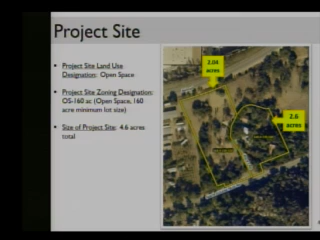 Project Site
• Project Site Land Use
Designation: Open Space
• Project Site Zoning Designation:
OS-160 ac (Open Space, 160
acre minimum lot size)
• Size of Project Site: 4.6 acres
total
2.04
acres
2.6
acres